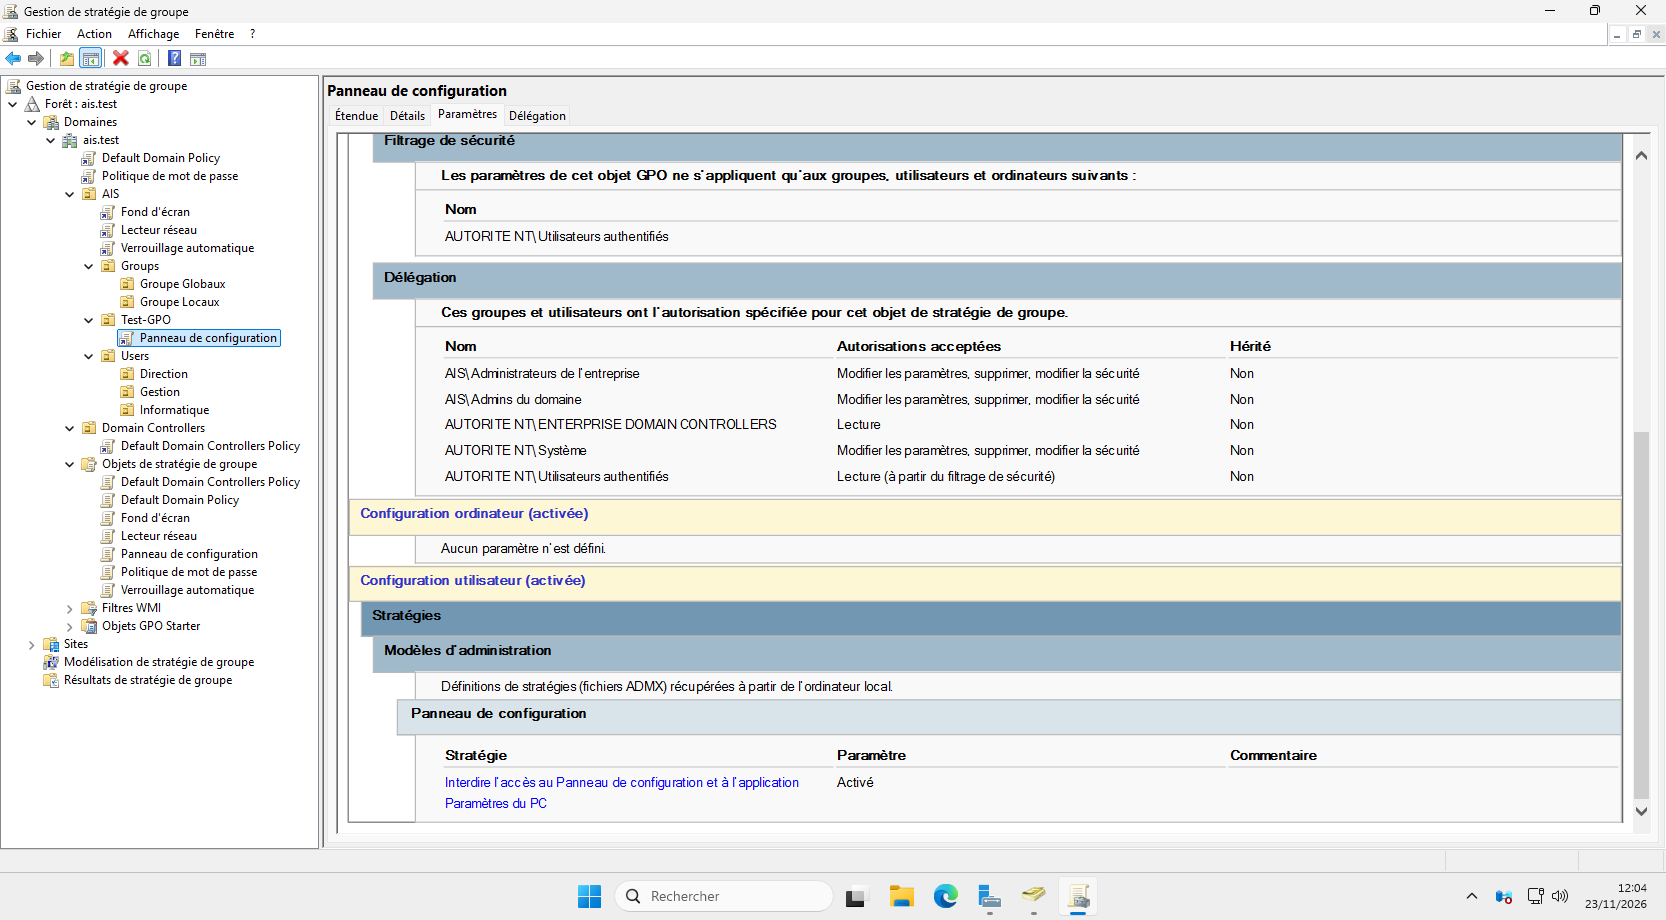 Gestion de stratégie de groupe
Fichier Action Affichage Fenêtre ?
Gestion de stratégie de groupe
Forêt : ais.test
Domaines
ais.test
Default Domain Policy
Politique de mot de passe
AIS
Fond d'écran
Lecteur réseau
Verrouillage automatique
Groups
Groupe Globaux
Groupe Locaux
Test-GPO
Panneau de configuration
Users
Direction
Gestion
Informatique
Domain Controllers
Default Domain Controllers Policy
Objets de stratégie de groupe
Default Domain Controllers Policy
Default Domain Policy
Fond d'écran
Lecteur réseau
Panneau de configuration
Politique de mot de passe
Verrouillage automatique
Filtres WMI
Objets GPO Starter
Sites
Modélisation de stratégie de groupe
Résultats de stratégie de groupe
Panneau de configuration
Étendue Détails Paramètres Délégation
Filtrage de sécurité
Les paramètres de cet objet GPO ne s'appliquent qu'aux groupes, utilisateurs et ordinateurs suivants :
Nom
AUTORITE NT\Utilisateurs authentifiés
Délégation
Ces groupes et utilisateurs ont l'autorisation spécifiée pour cet objet de stratégie de groupe.
Nom Autorisations acceptées Hérité
AIS\Administrateurs de l'entreprise Modifier les paramètres, supprimer, modifier la sécurité Non
AIS\Admins du domaine Modifier les paramètres, supprimer, modifier la sécurité Non
AUTORITE NT\ENTERPRISE DOMAIN CONTROLLERS Lecture Non
AUTORITE NT\Système Modifier les paramètres, supprimer, modifier la sécurité Non
AUTORITE NT\Utilisateurs authentifiés Lecture (à partir du filtrage de sécurité) Non
Configuration ordinateur (activée)
Aucun paramètre n'est défini.
Configuration utilisateur (activée)
Stratégies
Modèles d'administration
Définitions de stratégies (fichiers ADMX) récupérées à partir de l'ordinateur local.
Panneau de configuration
Stratégie Paramètre Commentaire
Interdire l'accès au Panneau de configuration et à l'application Activé
Paramètres du PC
Rechercher
12:04
23/11/2026